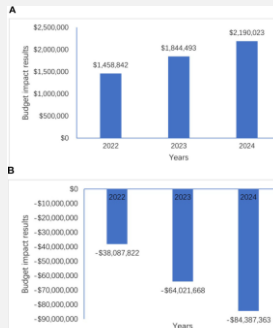 A
Budget impact results
$2,500,000
$2,000,000
$1,500,000
$1,000,000
$500,000
$0
$1,458,842
$1,844,493
$2,190,023
2022 2023 2024
Years
B
Budget impact results
$0
-$10,000,000
-$20,000,000
-$30,000,000
-$40,000,000
-$50,000,000
-$60,000,000
-$70,000,000
-$80,000,000
-$90,000,000
2022 2023 2024
-$38,087,822
-$64,021,668
-$84,387,363
Years